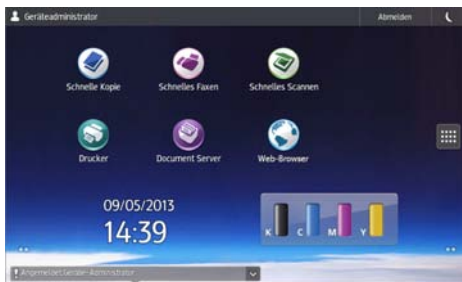 Geräteadministrator
Abmelden
Schnelle Kopie
Schnelles Faxen
Schnelles Scannen
Drucker
Document Server
Web-Browser
09/05/2013
14:39
K C M Y
Angemeldet:Geräte-Administrator